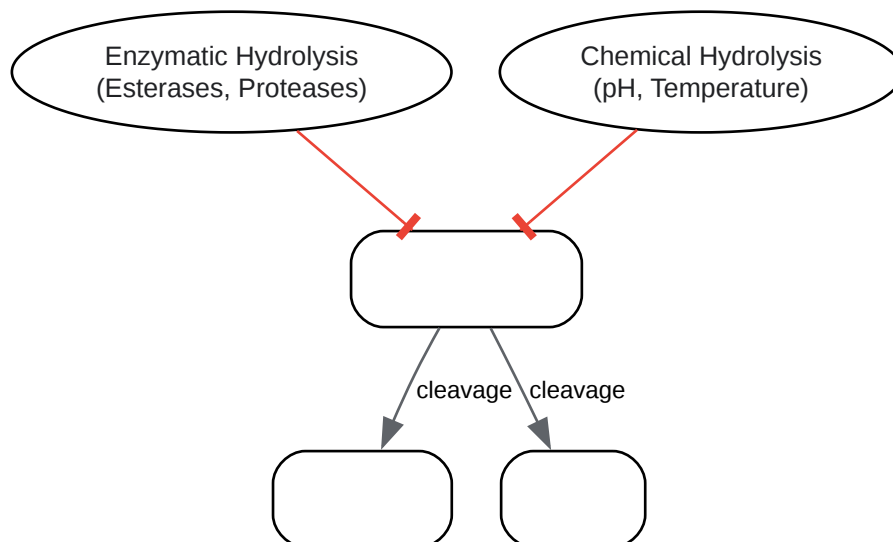 Enzymatic Hydrolysis
(Esterases, Proteases)
Chemical Hydrolysis
(pH, Temperature)
cleavage
cleavage